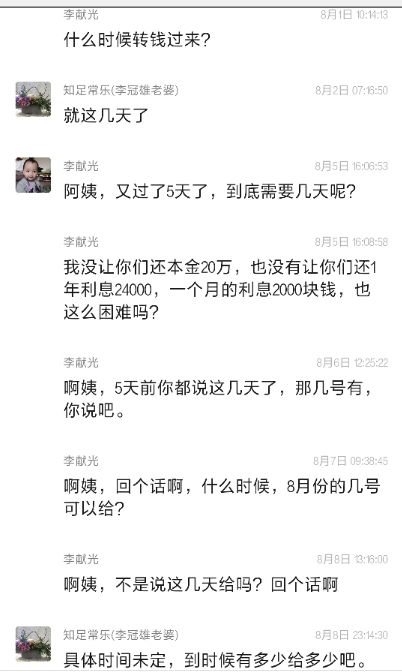 李献光 8月1日 10:14:13
什么时候转钱过来？
知足常乐(李冠雄老婆) 8月2日 07:16:50
就这几天了
李献光 8月5日 16:06:53
阿姨，又过了5天了，到底需要几天呢？
李献光 8月5日 16:08:58
我没让你们还本金20万，也没有让你们还1
年利息24000，一个月的利息2000块钱，也
这么困难吗？
李献光 8月6日 12:25:22
啊姨，5天前你都说这几天了，那几号有，
你说吧。
李献光 8月7日 09:38:45
啊姨，回个话啊，什么时候，8月份的几号
可以给？
李献光 8月8日 13:16:00
啊姨，不是说这几天给吗？回个话啊
知足常乐(李冠雄老婆) 8月8日 23:14:30
具体时间未定，到时候有多少给多少吧。